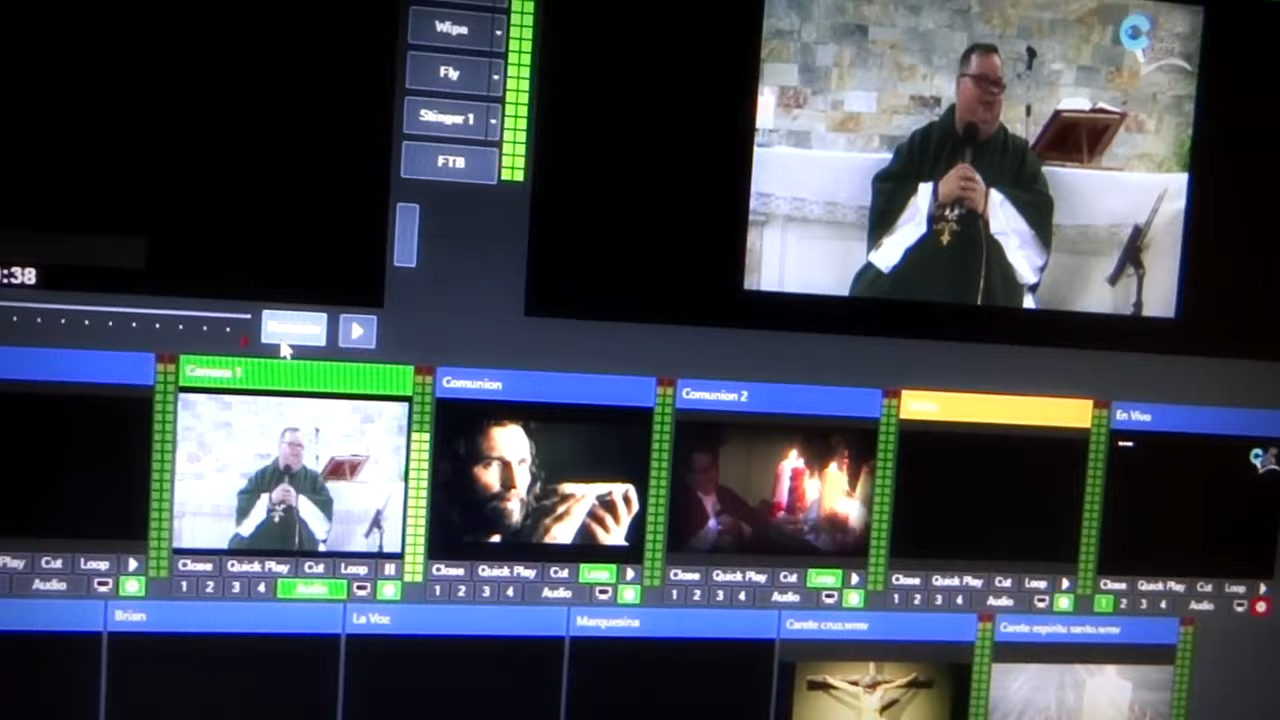 Wipe
Fly
Stinger 1
FTB
:38
Camara 1
Comunion
Comunion 2
En Vivo
Play Cut Loop
Audio
Close Quick Play Cut Loop
1 2 3 4 Audio
Close Quick Play Cut Loop
1 2 3 4 Audio
Close Quick Play Cut Loop
1 2 3 4 Audio
Close Quick Play Cut Loop
1 2 3 4 Audio
Close Quick Play Cut Loop
1 2 3 4 Audio
Brian
La Voz
Marquesina
Carete cruz.wmv
Carete espiritu santo.wmv